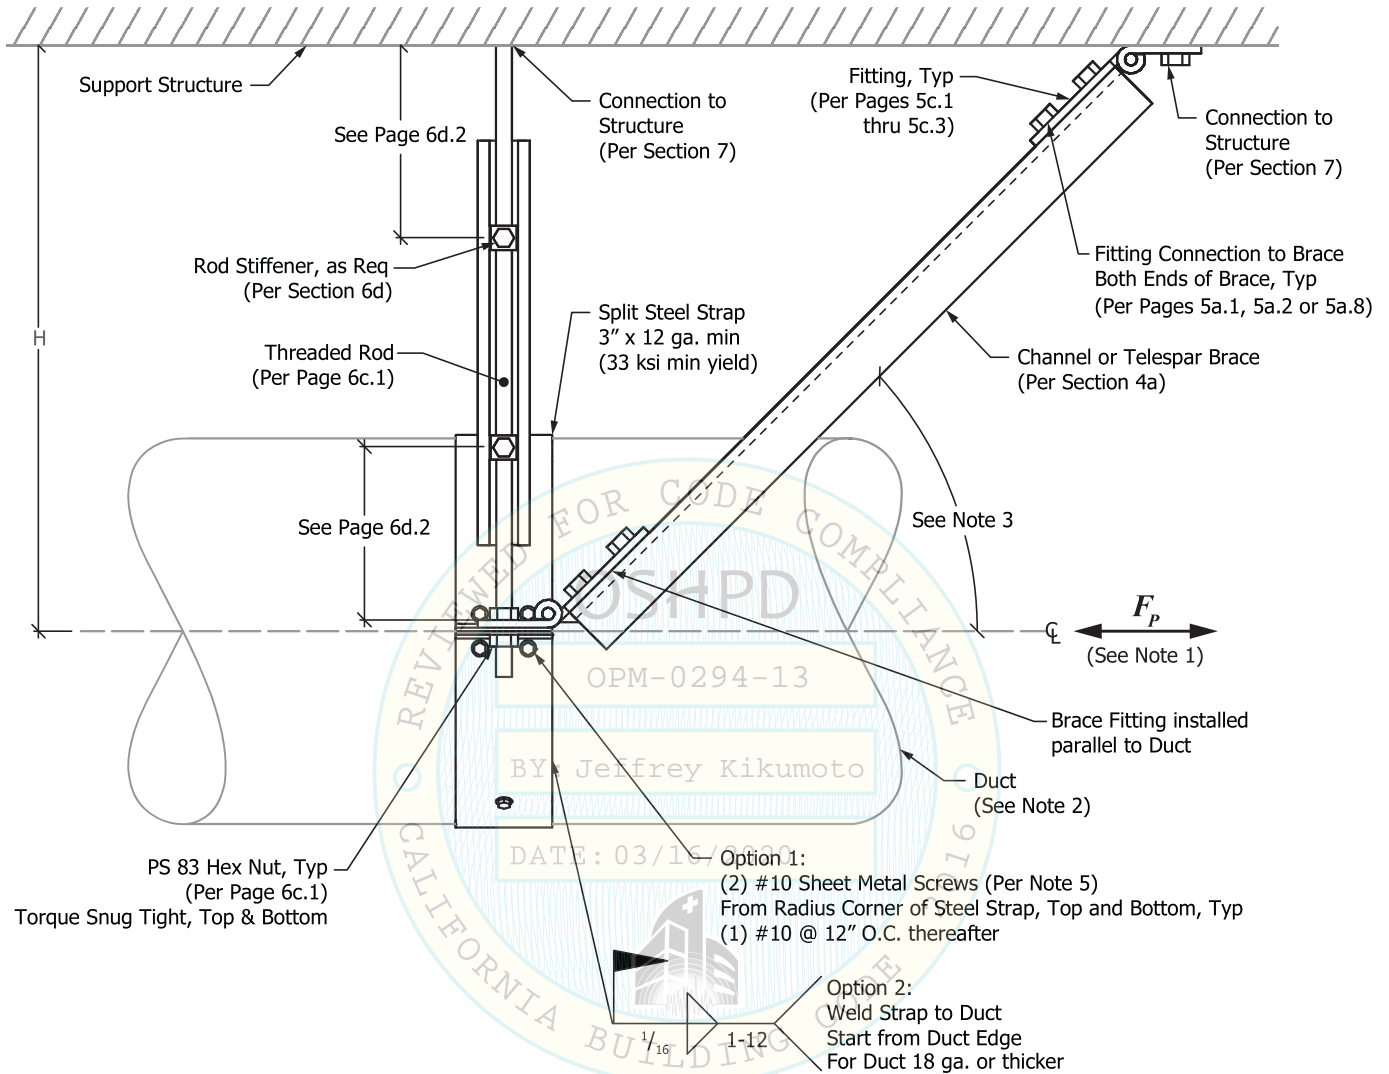 Support Structure
See Page 6d.2
Connection to
Structure
(Per Section 7)
Fitting, Typ
(Per Pages 5c.1
thru 5c.3)
Connection to
Structure
(Per Section 7)
Rod Stiffener, as Req
(Per Section 6d)
Fitting Connection to Brace
Both Ends of Brace, Typ
(Per Pages 5a.1, 5a.2 or 5a.8)
H
Split Steel Strap
3” x 12 ga. min
(33 ksi min yield)
Threaded Rod
(Per Page 6c.1)
Channel or Telespar Brace
(Per Section 4a)
See Page 6d.2
See Note 3
REVIEWED FOR CODE COMPLIANCE
OSHPD
℄
FP
(See Note 1)
OPM-0294-13
Brace Fitting installed
parallel to Duct
BY: Jeffrey Kikumoto
Duct
(See Note 2)
DATE: 03/16/2020
PS 83 Hex Nut, Typ
(Per Page 6c.1)
Torque Snug Tight, Top & Bottom
Option 1:
(2) #10 Sheet Metal Screws (Per Note 5)
From Radius Corner of Steel Strap, Top and Bottom, Typ
(1) #10 @ 12” O.C. thereafter
Option 2:
Weld Strap to Duct
Start from Duct Edge
For Duct 18 ga. or thicker
1/16
1-12
CALIFORNIA BUILDING CODE 2016